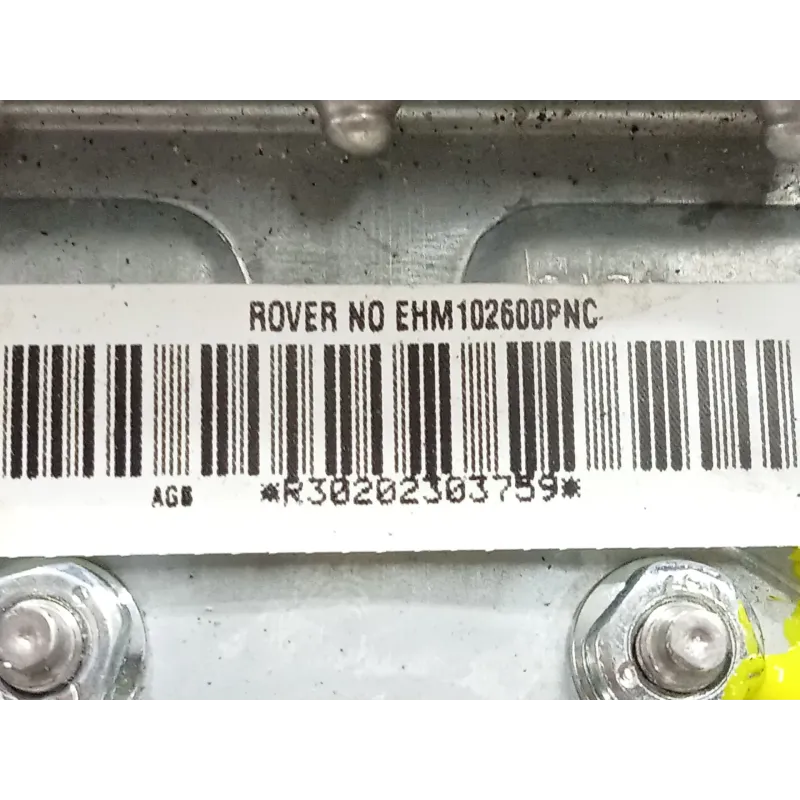 ROVER NO EHM102600PNC
AGB *R30202303759*